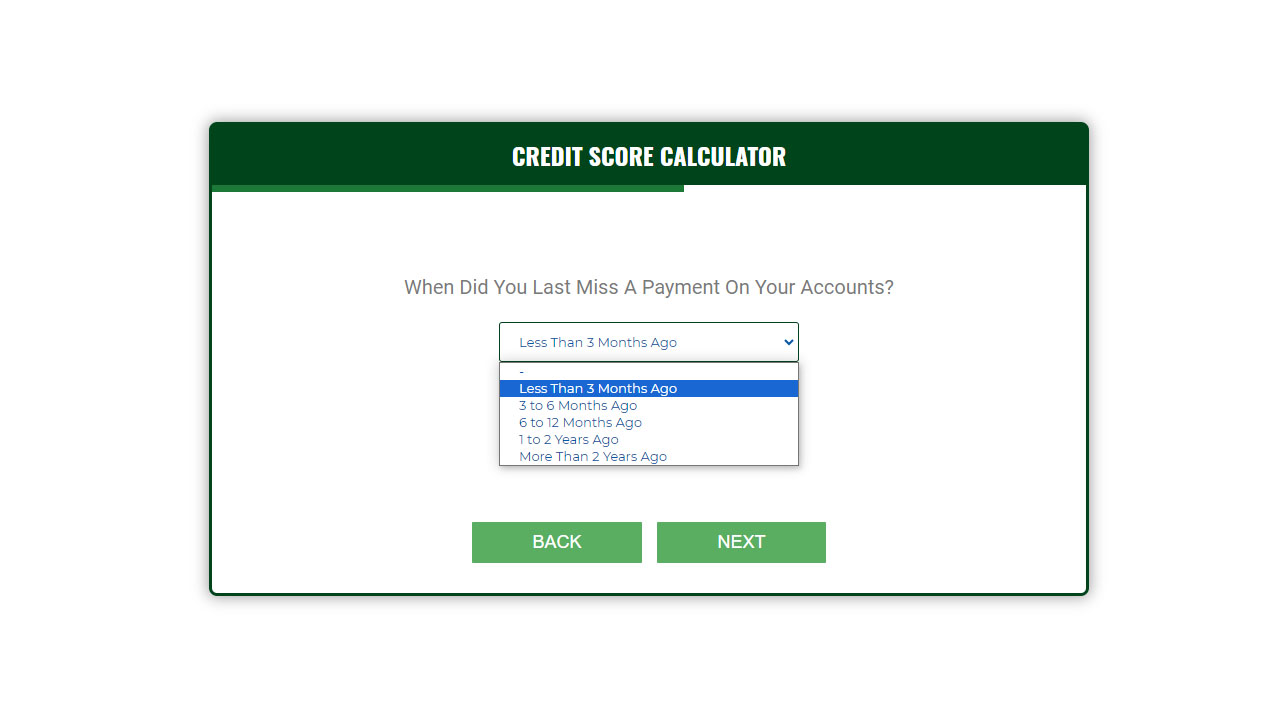 CREDIT SCORE CALCULATOR
When Did You Last Miss A Payment On Your Accounts?
Less Than 3 Months Ago
-
Less Than 3 Months Ago
3 to 6 Months Ago
6 to 12 Months Ago
1 to 2 Years Ago
More Than 2 Years Ago
BACK NEXT